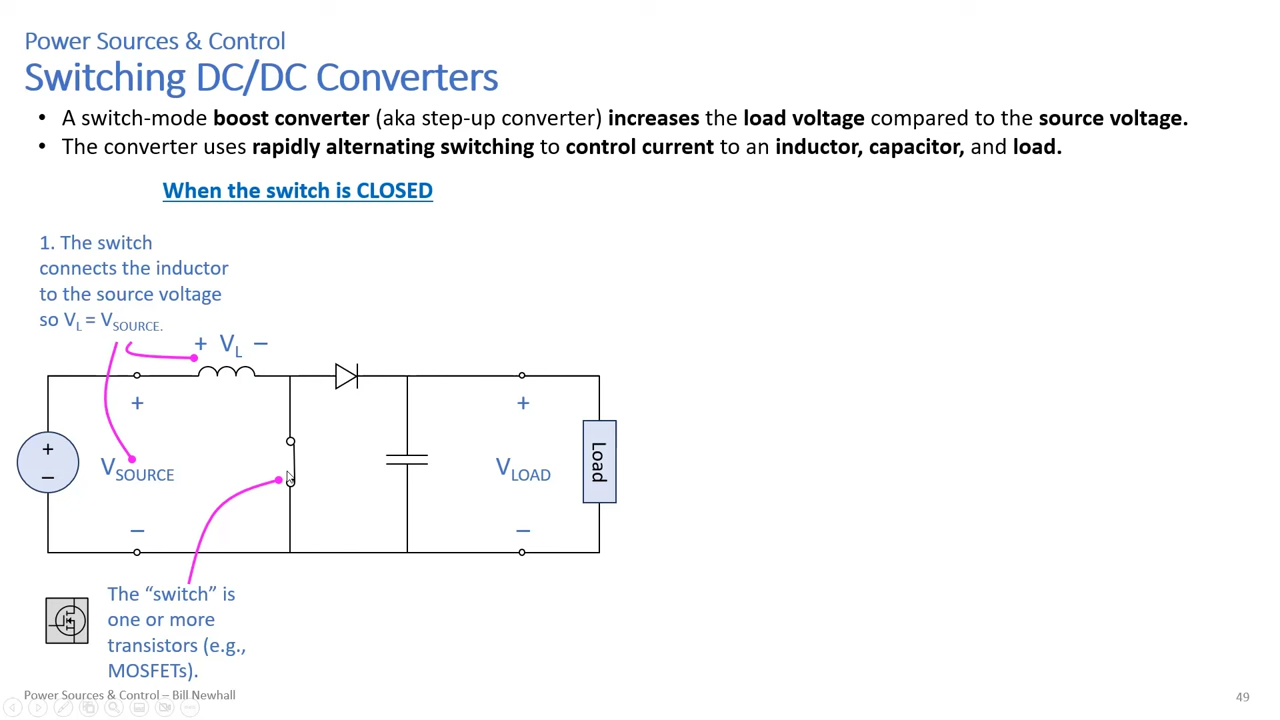 Power Sources & Control
Switching DC/DC Converters
• A switch-mode boost converter (aka step-up converter) increases the load voltage compared to the source voltage.
• The converter uses rapidly alternating switching to control current to an inductor, capacitor, and load.
When the switch is CLOSED
1. The switch
connects the inductor
to the source voltage
so VL = VSOURCE.
+ VL –
+ +
+
– VSOURCE VLOAD Load
– –
The “switch” is
one or more
transistors (e.g.,
MOSFETs).
Power Sources & Control – Bill Newhall
49